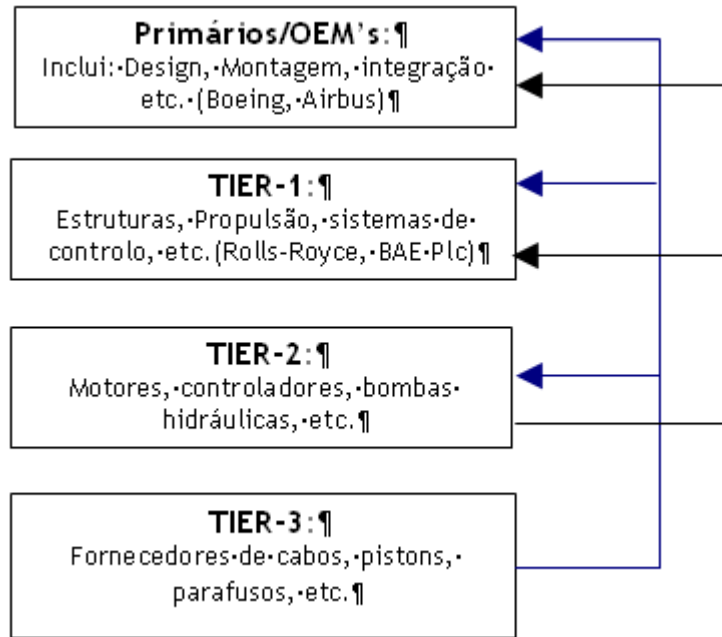 Primários/OEM's:¶
Inclui:·Design,·Montagem,·integração·
etc.·(Boeing,·Airbus)¶
TIER-1:¶
Estruturas,·Propulsão,·sistemas·de·
controlo,·etc.(Rolls-Royce,·BAE·Plc)¶
TIER-2:¶
Motores,·controladores,·bombas·
hidráulicas,·etc.¶
TIER-3:¶
Fornecedores·de·cabos,·pistons,·
parafusos,·etc.¶